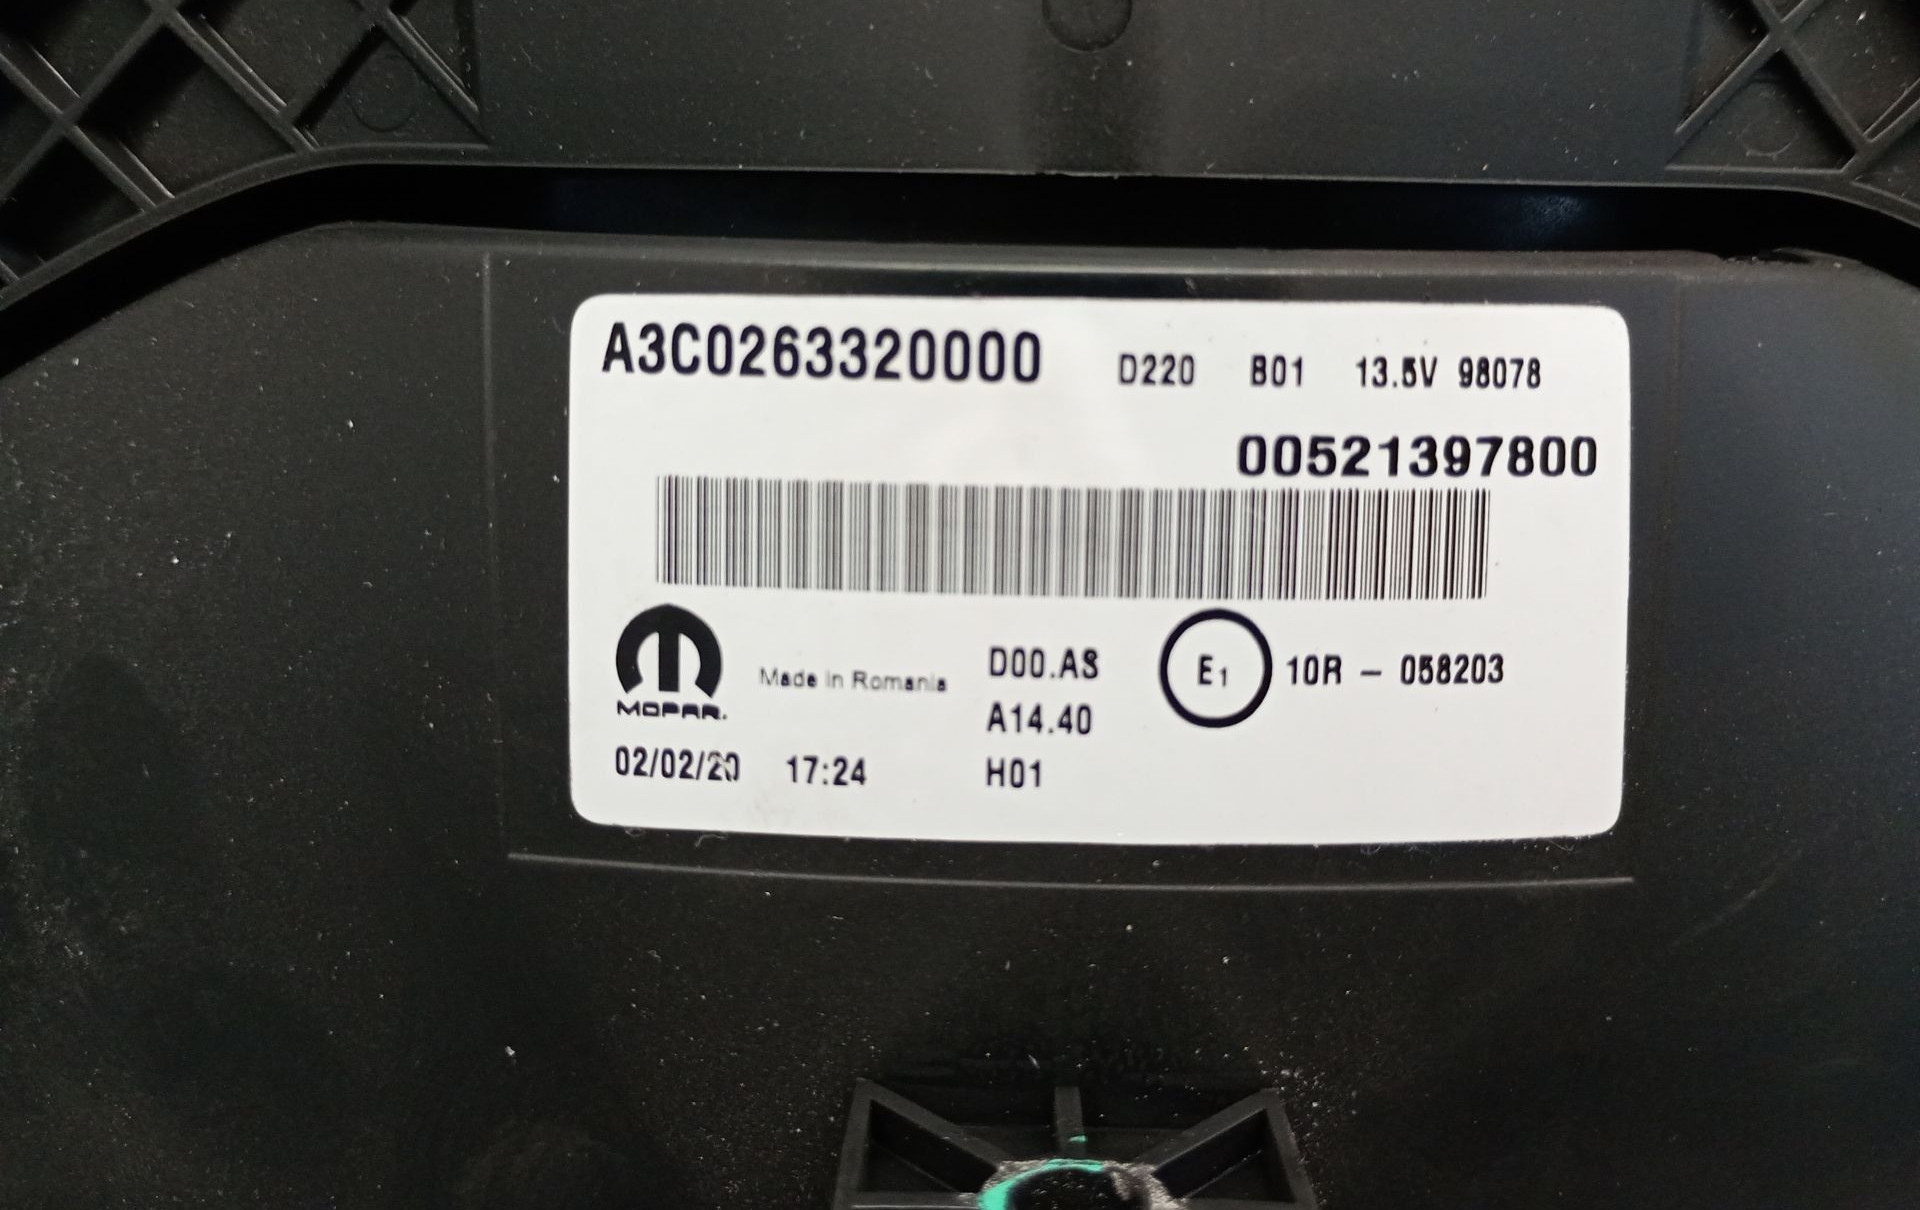 A3C0263320000 D220 B01 13.5V 98078
00521397800
MOPAR.
Made in Romania
D00.A8
E1 10R - 058203
A14.40
02/02/20 17:24 H01